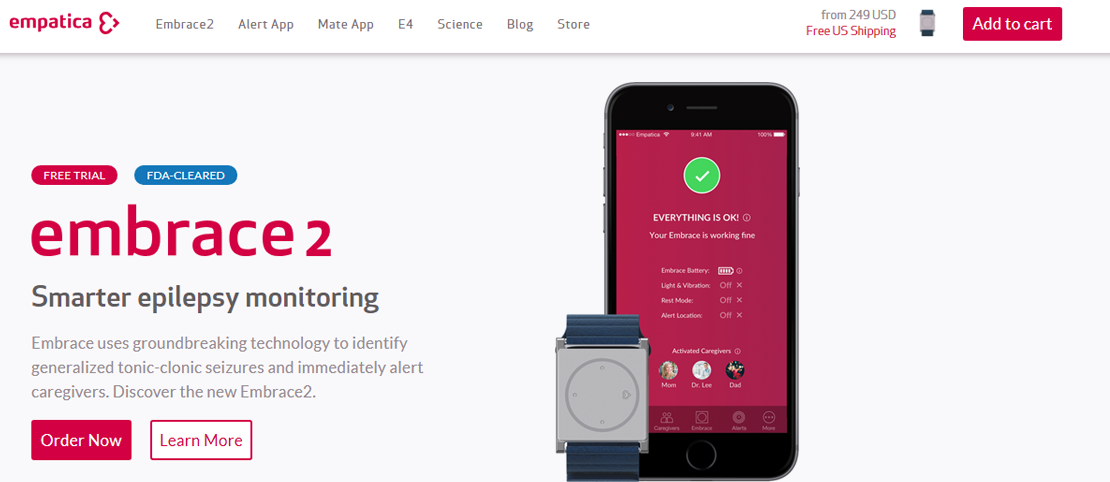 empatica
Embrace2 Alert App Mate App E4 Science Blog Store
from 249 USD
Free US Shipping
Add to cart
FREE TRIAL FDA-CLEARED
embrace2
Smarter epilepsy monitoring
Embrace uses groundbreaking technology to identify
generalized tonic-clonic seizures and immediately alert
caregivers. Discover the new Embrace2.
Order Now Learn More
Empatica 9:41 AM 100%
EVERYTHING IS OK!
Your Embrace is working fine
Embrace Battery:
Light & Vibration: Off
Rest Mode: Off
Alert Location: Off
Activated Caregivers
Mom Dr. Lee Dad
Caregivers Embrace Alerts More